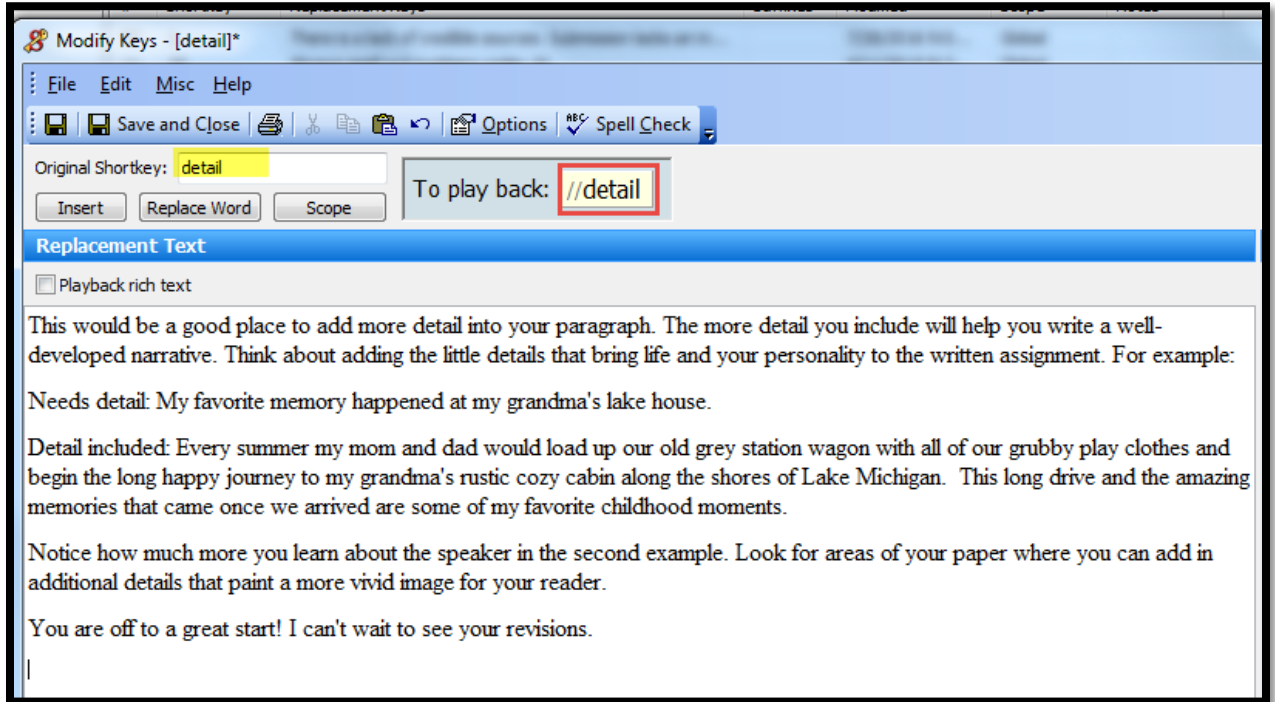 Modify Keys - [detail]*
File Edit Misc Help
Save and Close Options ABC Spell Check
Original Shortkey: detail
To play back: //detail
Insert Replace Word Scope
Replacement Text
Playback rich text
This would be a good place to add more detail into your paragraph. The more detail you include will help you write a well-
developed narrative. Think about adding the little details that bring life and your personality to the written assignment. For example:
Needs detail: My favorite memory happened at my grandma's lake house.
Detail included: Every summer my mom and dad would load up our old grey station wagon with all of our grubby play clothes and
begin the long happy journey to my grandma's rustic cozy cabin along the shores of Lake Michigan. This long drive and the amazing
memories that came once we arrived are some of my favorite childhood moments.
Notice how much more you learn about the speaker in the second example. Look for areas of your paper where you can add in
additional details that paint a more vivid image for your reader.
You are off to a great start! I can't wait to see your revisions.